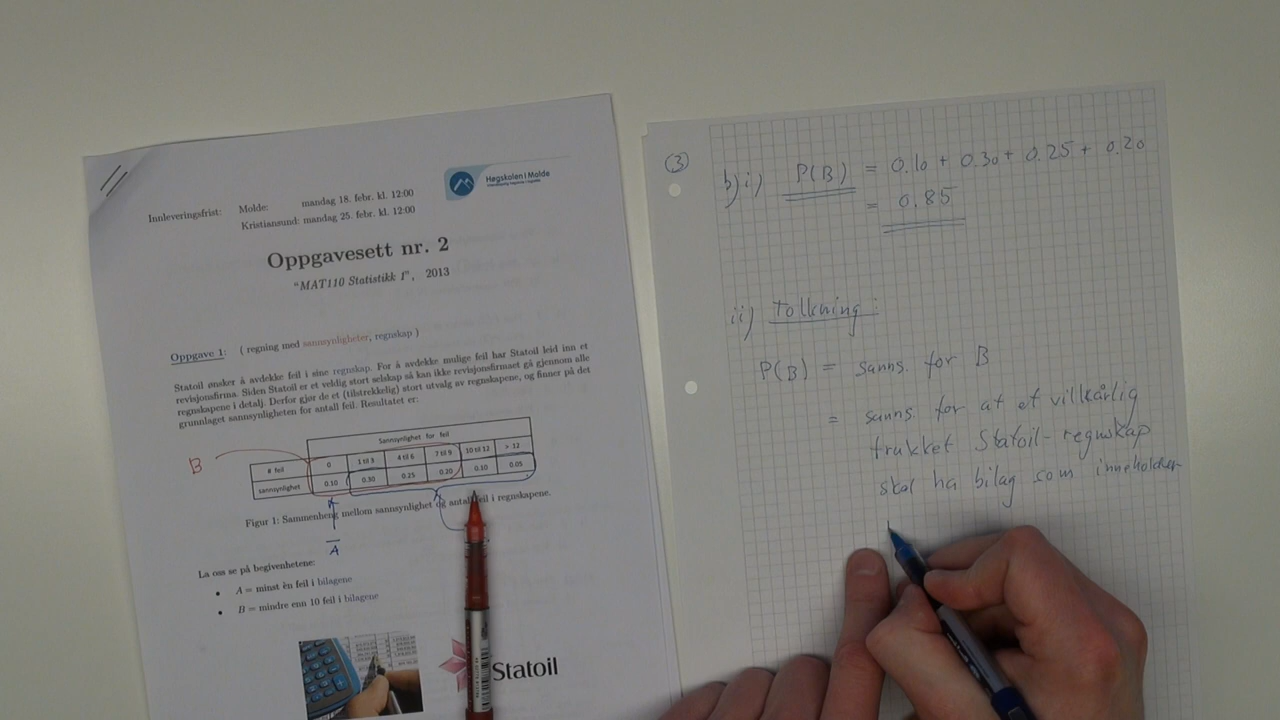 Innleveringsfrist: Molde: mandag 18. febr. kl. 12:00
Kristiansund: mandag 25. febr. kl. 12:00
Høgskolen i Molde
Oppgavesett nr. 2
"MAT110 Statistikk 1", 2013
Oppgave 1: ( regning med sannsynligheter, regnskap )
Statoil ønsker å avdekke feil i sine regnskap. For å avdekke mulige feil har Statoil leid inn et
revisjonsfirma. Siden Statoil er et veldig stort selskap så kan ikke revisjonsfirmaet gå gjennom alle
regnskapene i detalj. Derfor gjør de et (tilstrekkelig) stort utvalg av regnskapene, og finner på det
grunnlaget sannsynligheten for antall feil. Resultatet er:
Sannsynlighet for feil
# feil 0 1 til 3 4 til 6 7 til 9 10 til 12 > 12
sannsynlighet 0.10 0.30 0.25 0.20 0.10 0.05
B
Figur 1: Sammenheng mellom sannsynlighet og antall feil i regnskapene.
A
La oss se på begivenhetene:
• A = minst èn feil i bilagene
• B = mindre enn 10 feil i bilagene
Statoil
(3)
b) i) P(B) = 0.10 + 0.30 + 0.25 + 0.20
= 0.85
ii) Tolkning:
P(B) = sanns. for B
= sanns. for at et villkårlig
trukket Statoil-regnskap
skal ha bilag som inneholder